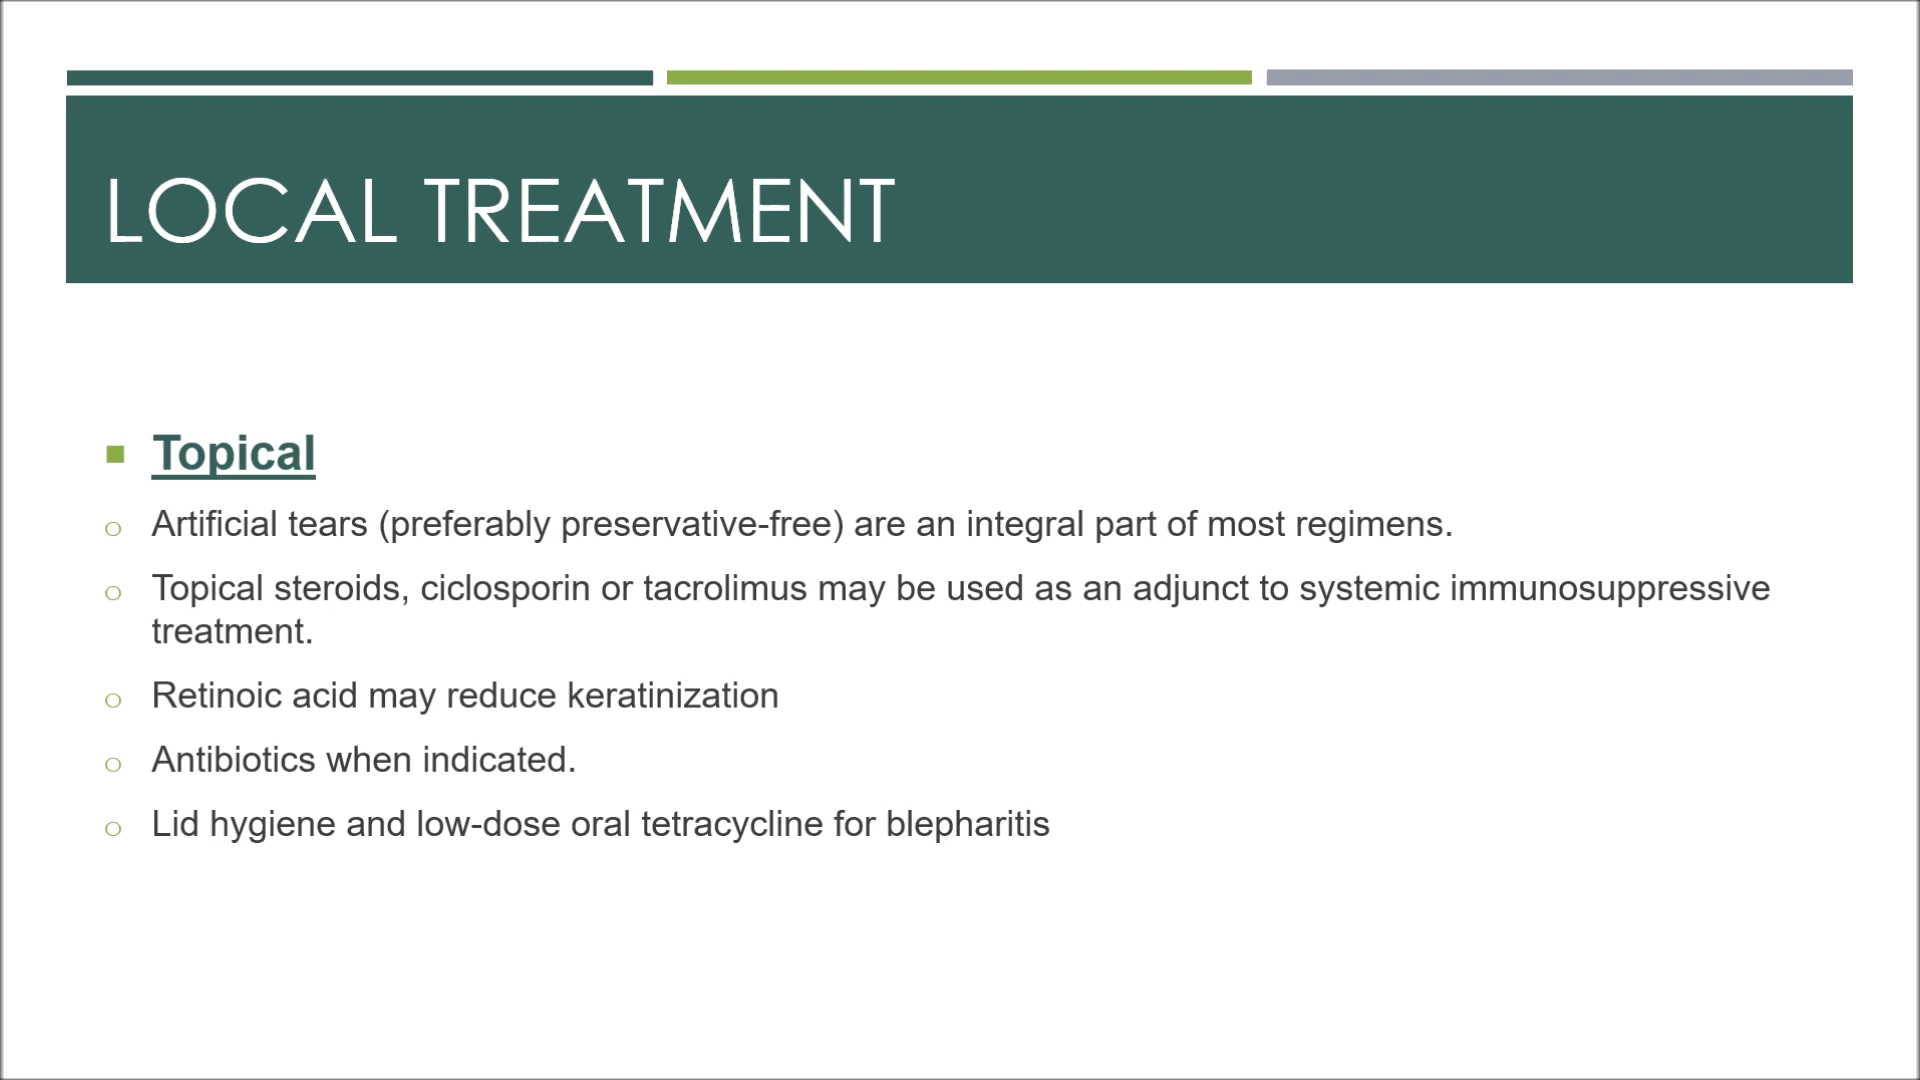 LOCAL TREATMENT
Topical
Artificial tears (preferably preservative-free) are an integral part of most regimens.
Topical steroids, ciclosporin or tacrolimus may be used as an adjunct to systemic immunosuppressive
treatment.
Retinoic acid may reduce keratinization
Antibiotics when indicated.
Lid hygiene and low-dose oral tetracycline for blepharitis